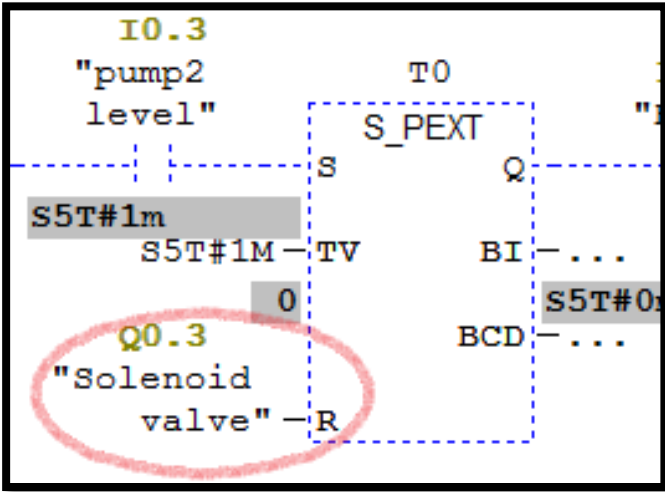 I0.3
"pump2
level"
T0
S_PEXT
S
Q
S5T#1m
S5T#1M
TV
BI
...
0
S5T#0
Q0.3
BCD
...
"Solenoid
valve"
R